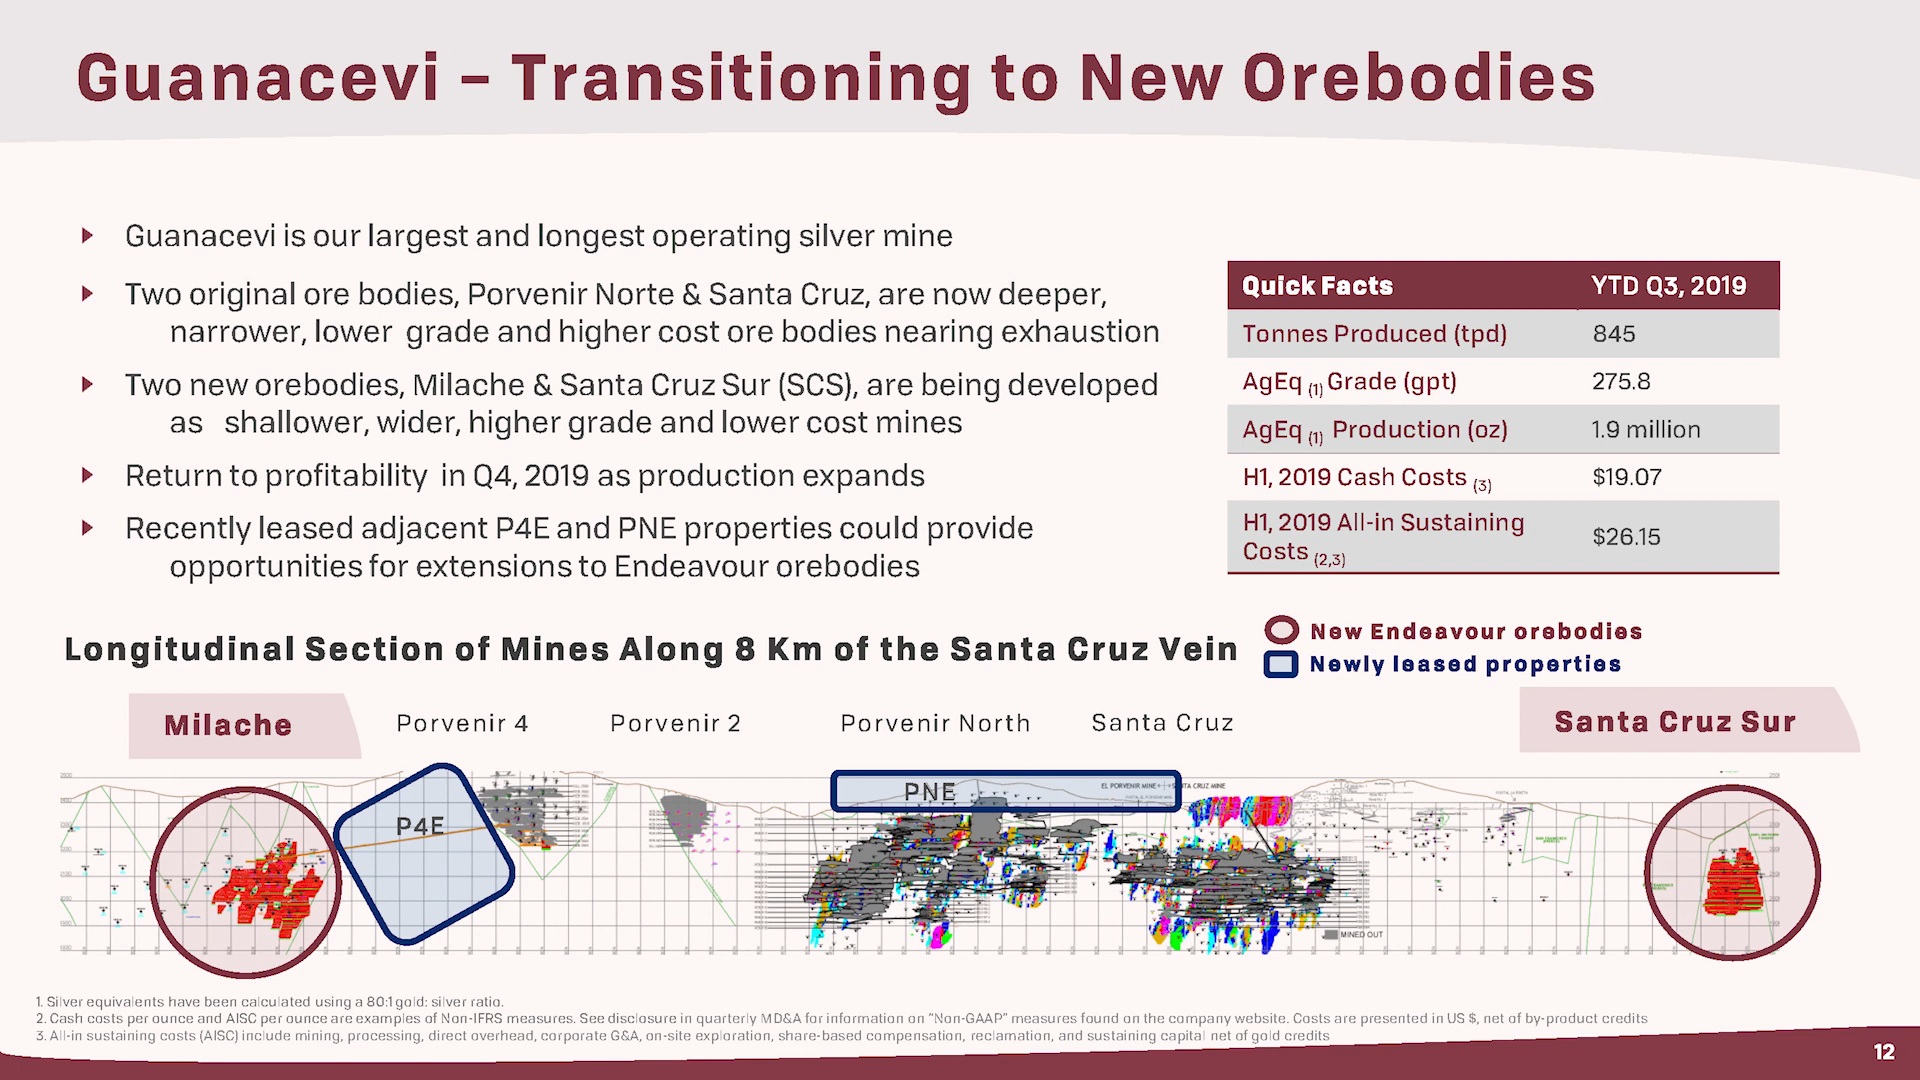 Guanacevi – Transitioning to New Orebodies
Guanacevi is our largest and longest operating silver mine
Two original ore bodies, Porvenir Norte & Santa Cruz, are now deeper,
narrower, lower grade and higher cost ore bodies nearing exhaustion
Two new orebodies, Milache & Santa Cruz Sur (SCS), are being developed
as shallower, wider, higher grade and lower cost mines
Return to profitability in Q4, 2019 as production expands
Recently leased adjacent P4E and PNE properties could provide
opportunities for extensions to Endeavour orebodies
Quick Facts YTD Q3, 2019
Tonnes Produced (tpd) 845
AgEq (1) Grade (gpt) 275.8
AgEq (1) Production (oz) 1.9 million
H1, 2019 Cash Costs (3) $19.07
H1, 2019 All-in Sustaining
Costs (2,3) $26.15
Longitudinal Section of Mines Along 8 Km of the Santa Cruz Vein
New Endeavour orebodies
Newly leased properties
Milache Porvenir 4 Porvenir 2 Porvenir North Santa Cruz Santa Cruz Sur
PNE
EL PORVENIR MINE
CRUZ MINE
P4E
MINED OUT
1. Silver equivalents have been calculated using a 80:1 gold: silver ratio.
2. Cash costs per ounce and AISC per ounce are examples of Non-IFRS measures. See disclosure in quarterly MD&A for information on “Non-GAAP” measures found on the company website. Costs are presented in US $, net of by-product credits
3. All-in sustaining costs (AISC) include mining, processing, direct overhead, corporate G&A, on-site exploration, share-based compensation, reclamation, and sustaining capital net of gold credits
12